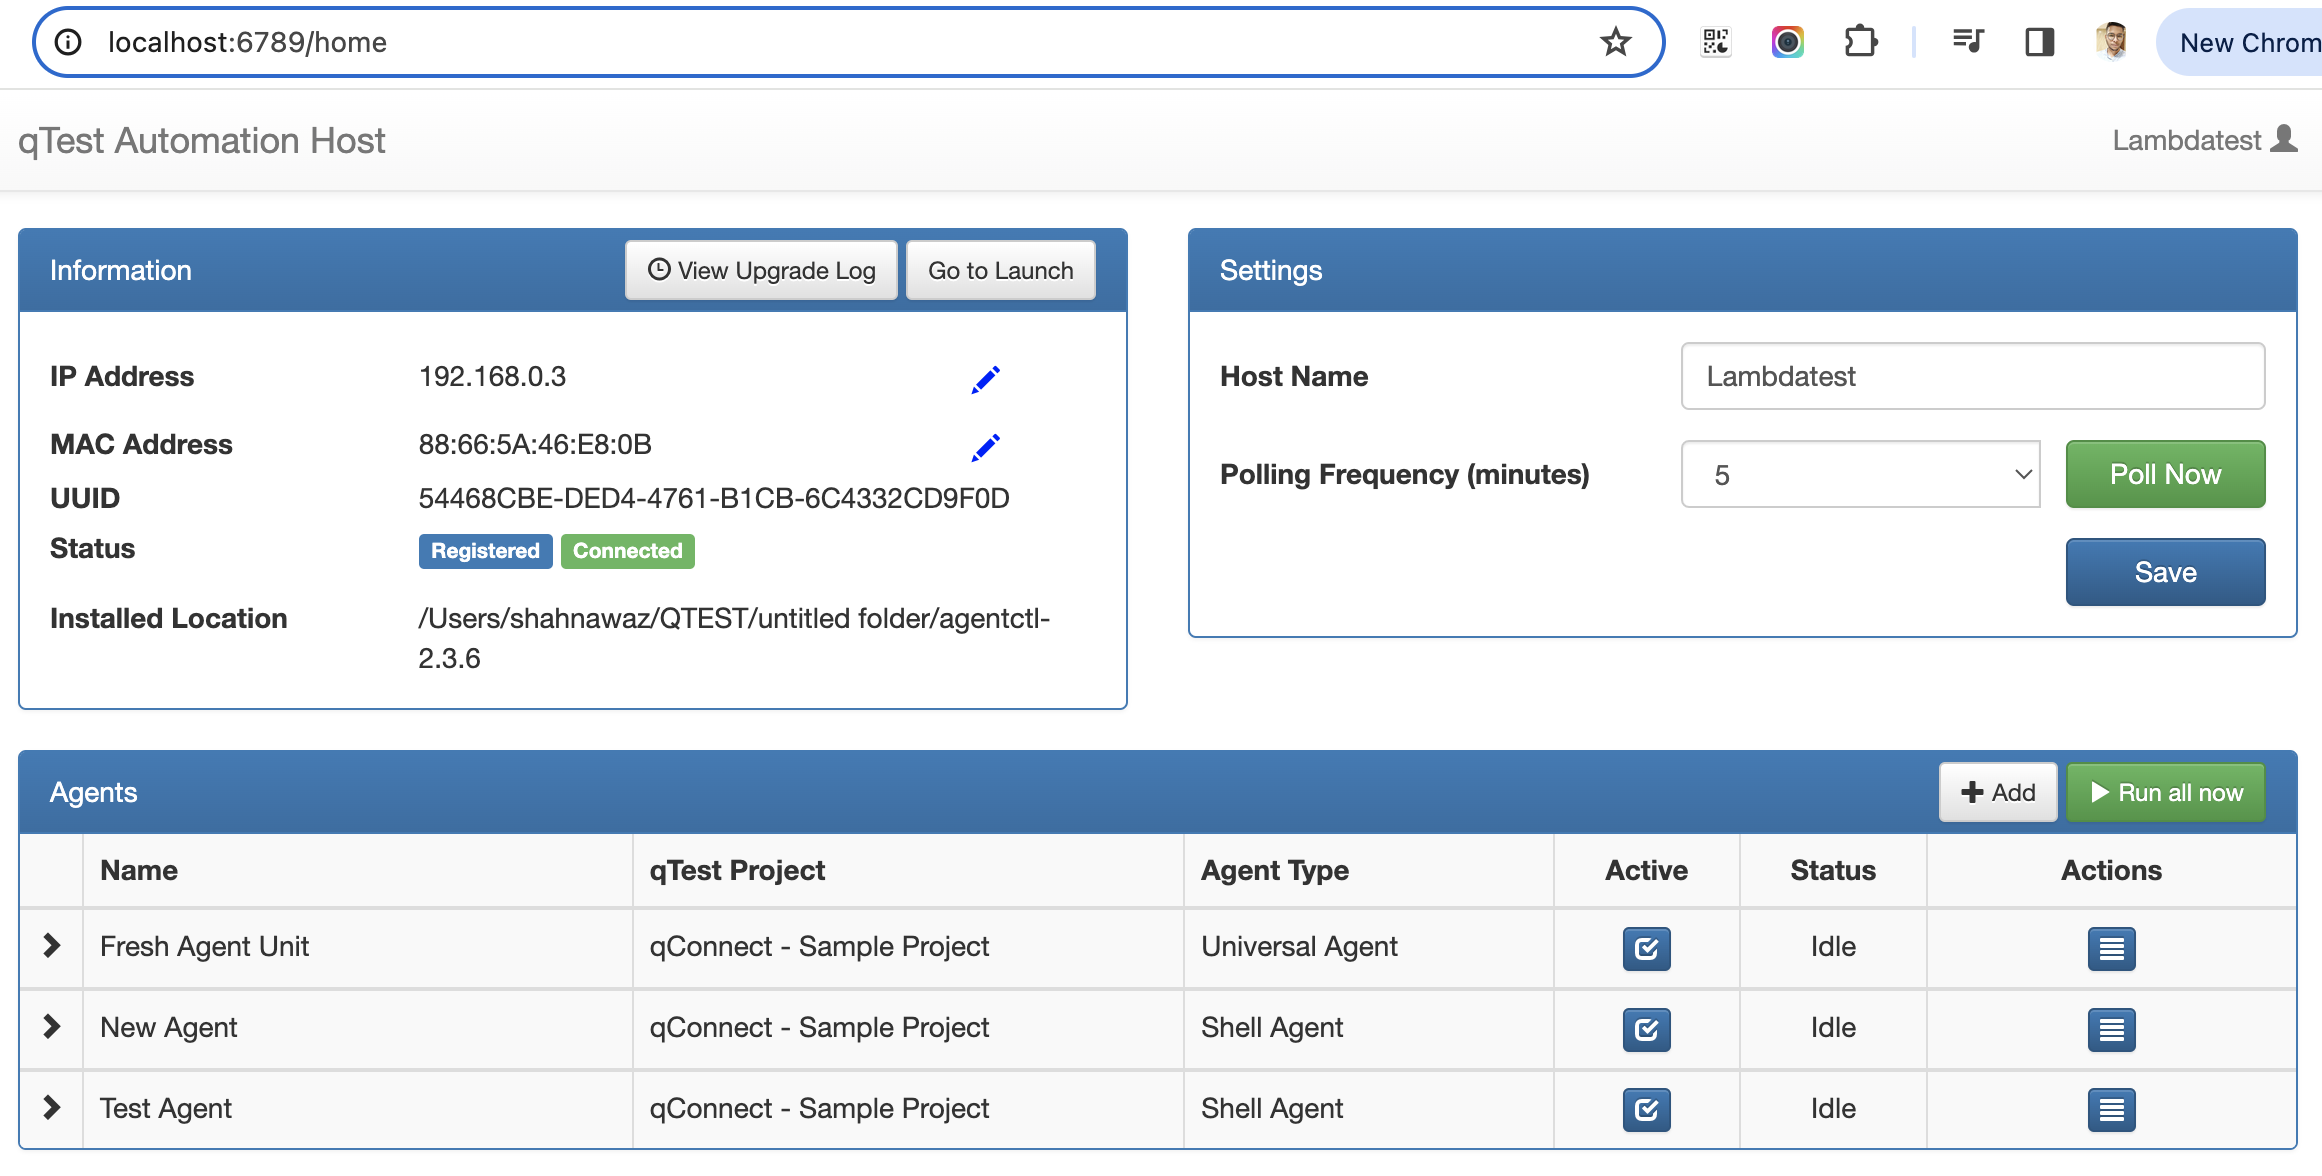 localhost:6789/home
New Chrom
qTest Automation Host
Lambdatest
Information
View Upgrade Log
Go to Launch
IP Address 192.168.0.3
MAC Address 88:66:5A:46:E8:0B
UUID 54468CBE-DED4-4761-B1CB-6C4332CD9F0D
Status Registered Connected
Installed Location /Users/shahnawaz/QTEST/untitled folder/agentctl-
2.3.6
Settings
Host Name Lambdatest
Polling Frequency (minutes) 5 Poll Now
Save
Agents
Add
Run all now
Name qTest Project Agent Type Active Status Actions
Fresh Agent Unit qConnect - Sample Project Universal Agent Idle
New Agent qConnect - Sample Project Shell Agent Idle
Test Agent qConnect - Sample Project Shell Agent Idle